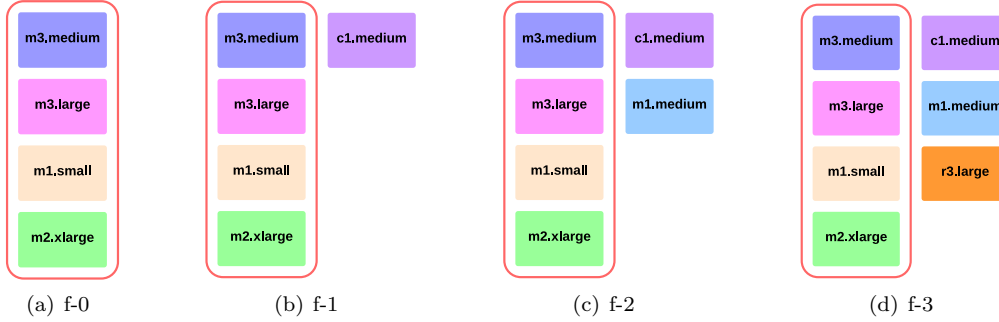 m3.medium
m3.large
m1.small
m2.xlarge
(a) f-0
m3.medium c1.medium
m3.large
m1.small
m2.xlarge
(b) f-1
m3.medium c1.medium
m3.large m1.medium
m1.small
m2.xlarge
(c) f-2
m3.medium c1.medium
m3.large m1.medium
m1.small r3.large
m2.xlarge
(d) f-3